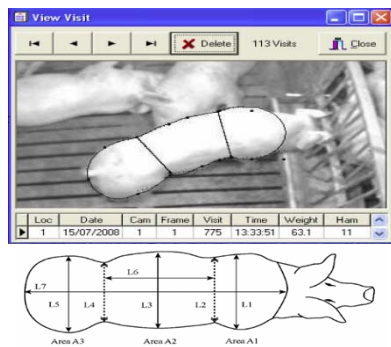 View Visit
Delete 113 Visits Close
Loc Date Cam Frame Visit Time Weight Ham
1 15/07/2008 1 1 775 13:33:51 63.1 11
L6
L7
L5 L4 L3 L2 L1
Area A3 Area A2 Area A1